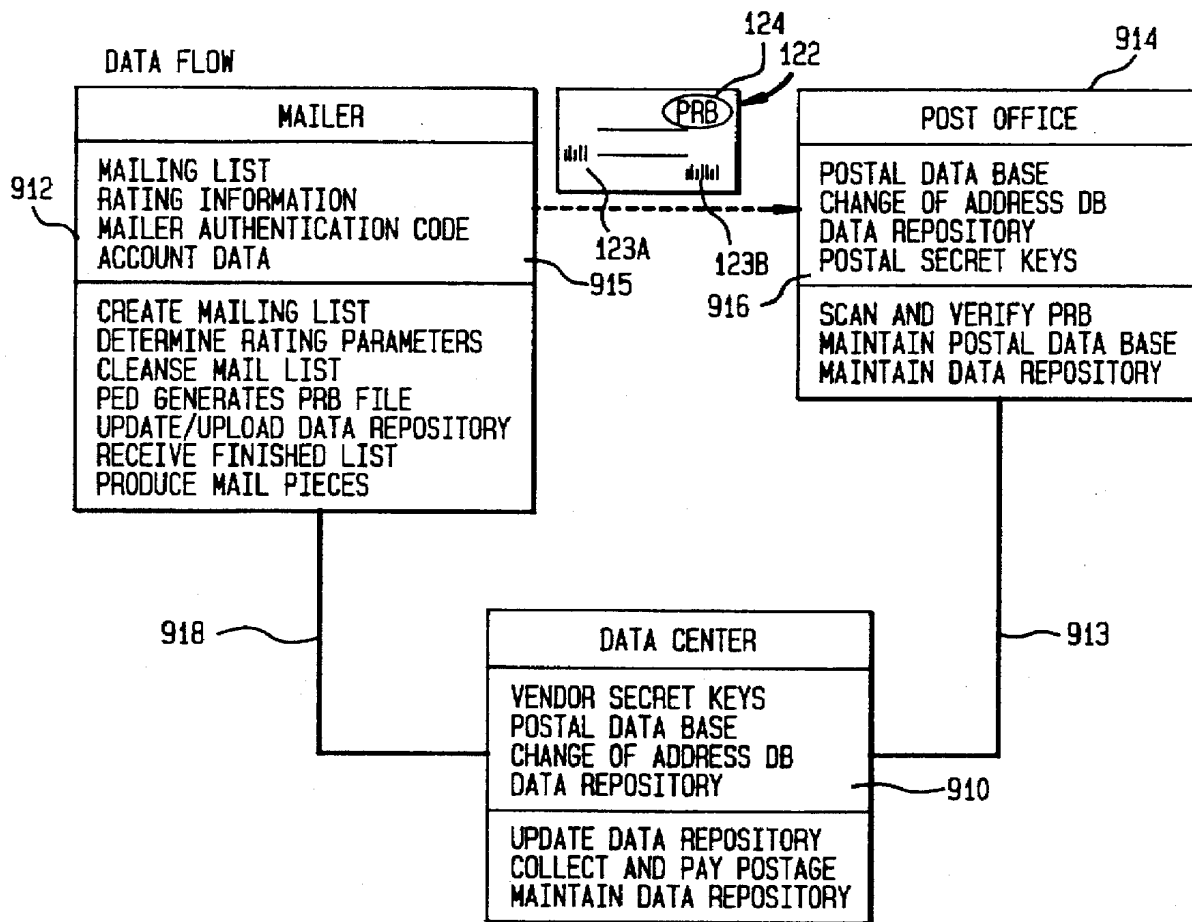 DATA FLOW
124
122
914
MAILER
PRB
POST OFFICE
912
MAILING LIST
RATING INFORMATION
MAILER AUTHENTICATION CODE
ACCOUNT DATA
915
123A
123B
POSTAL DATA BASE
CHANGE OF ADDRESS DB
DATA REPOSITORY
POSTAL SECRET KEYS
916
CREATE MAILING LIST
DETERMINE RATING PARAMETERS
CLEANSE MAIL LIST
PED GENERATES PRB FILE
UPDATE/UPLOAD DATA REPOSITORY
RECEIVE FINISHED LIST
PRODUCE MAIL PIECES
SCAN AND VERIFY PRB
MAINTAIN POSTAL DATA BASE
MAINTAIN DATA REPOSITORY
918
913
DATA CENTER
VENDOR SECRET KEYS
POSTAL DATA BASE
CHANGE OF ADDRESS DB
DATA REPOSITORY
910
UPDATE DATA REPOSITORY
COLLECT AND PAY POSTAGE
MAINTAIN DATA REPOSITORY